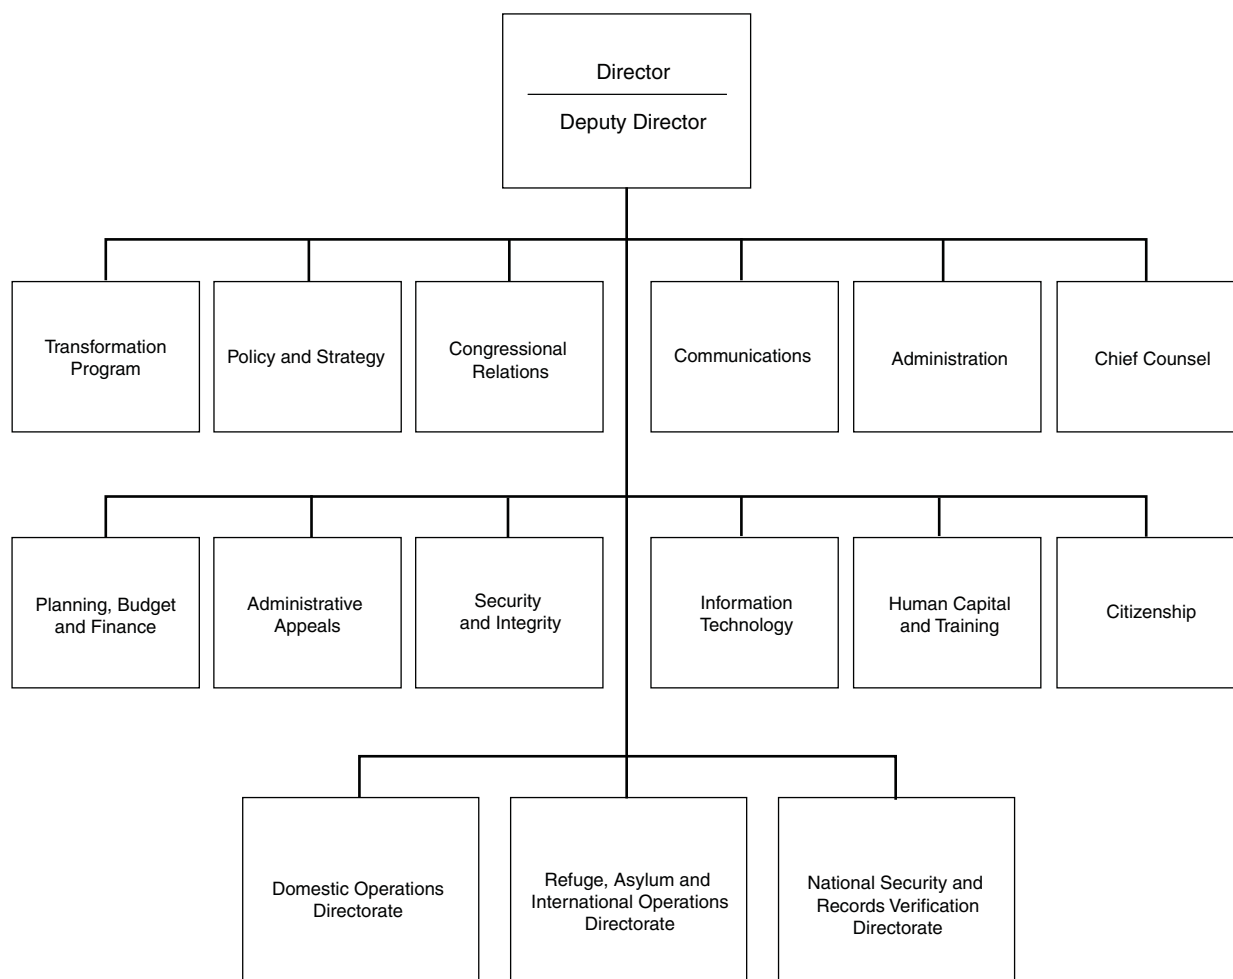 Director
Deputy Director
Transformation
Program
Policy and Strategy
Congressional
Relations
Communications
Administration
Chief Counsel
Planning, Budget
and Finance
Administrative
Appeals
Security
and Integrity
Information
Technology
Human Capital
and Training
Citizenship
Domestic Operations
Directorate
Refuge, Asylum and
International Operations
Directorate
National Security and
Records Verification
Directorate